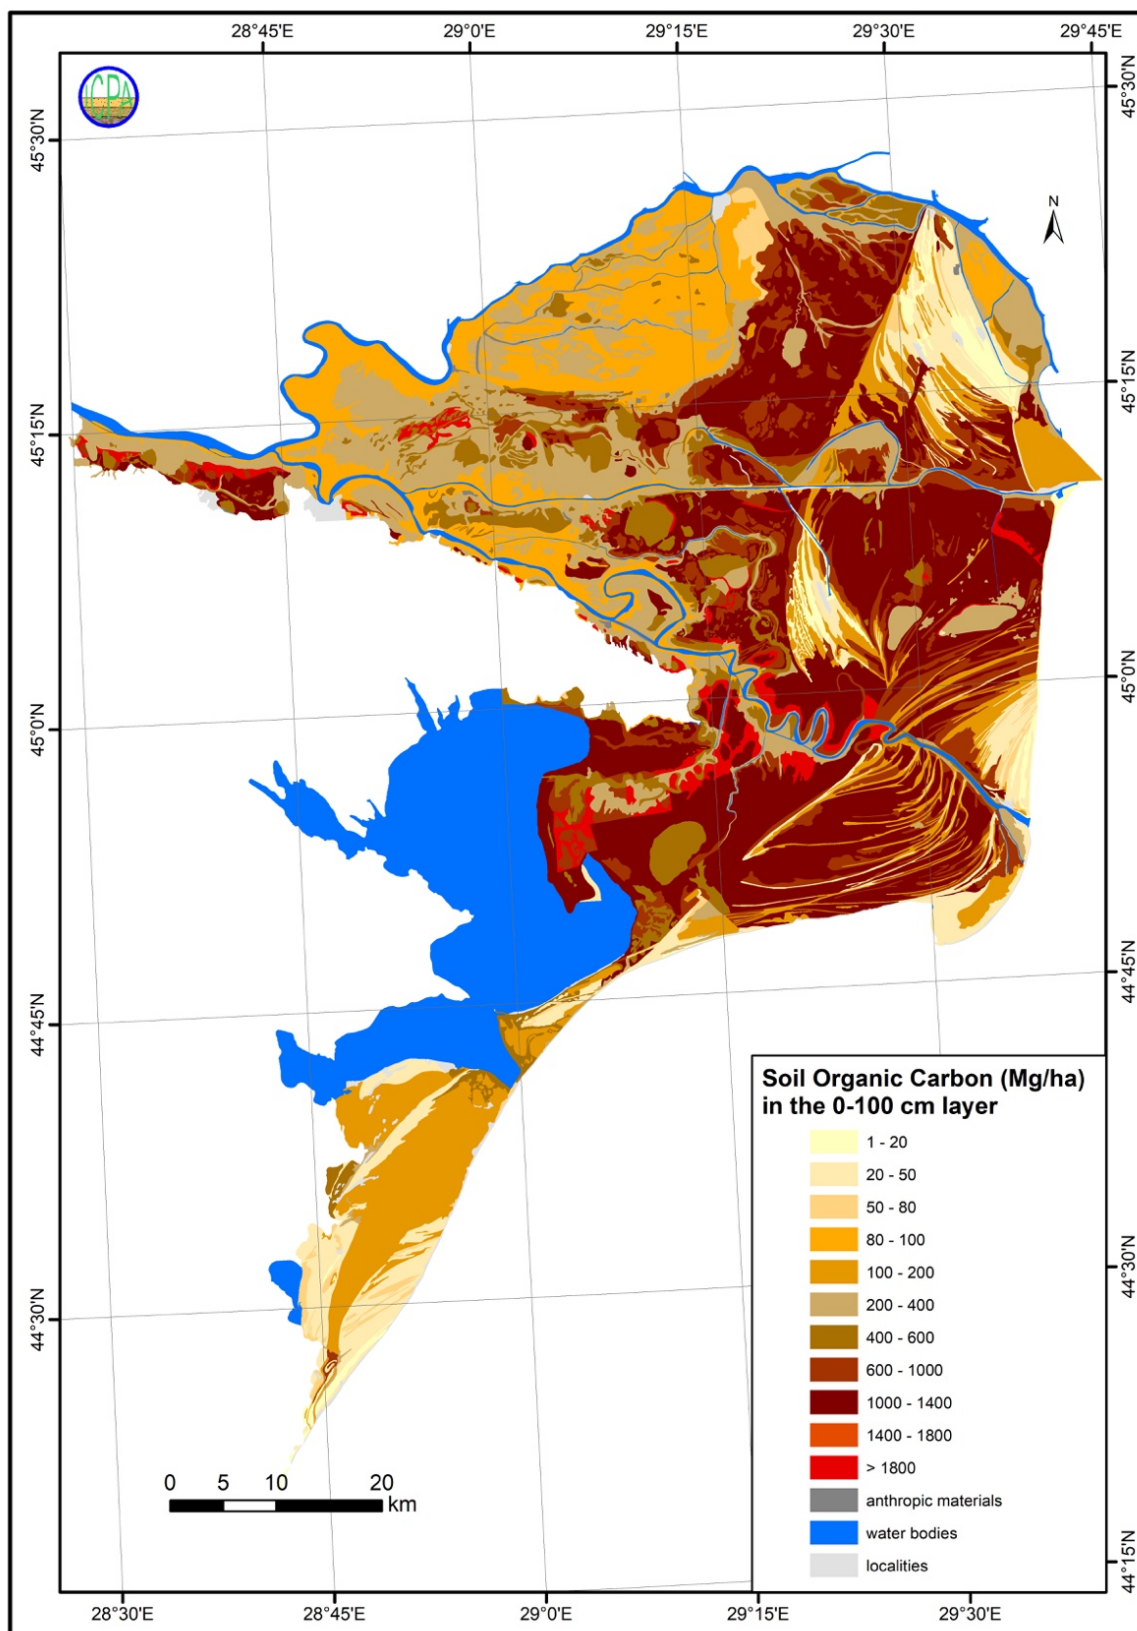 28°45'E 29°0'E 29°15'E 29°30'E 29°45'E
ICPA
45°30'N
45°30'N
N
45°15'N
45°15'N
45°0'N
45°0'N
44°45'N
44°45'N
44°30'N
44°30'N
44°15'N
Soil Organic Carbon (Mg/ha)
in the 0-100 cm layer
1 - 20
20 - 50
50 - 80
80 - 100
100 - 200
200 - 400
400 - 600
600 - 1000
1000 - 1400
1400 - 1800
> 1800
anthropic materials
water bodies
localities
0 5 10 20
km
28°30'E 28°45'E 29°0'E 29°15'E 29°30'E